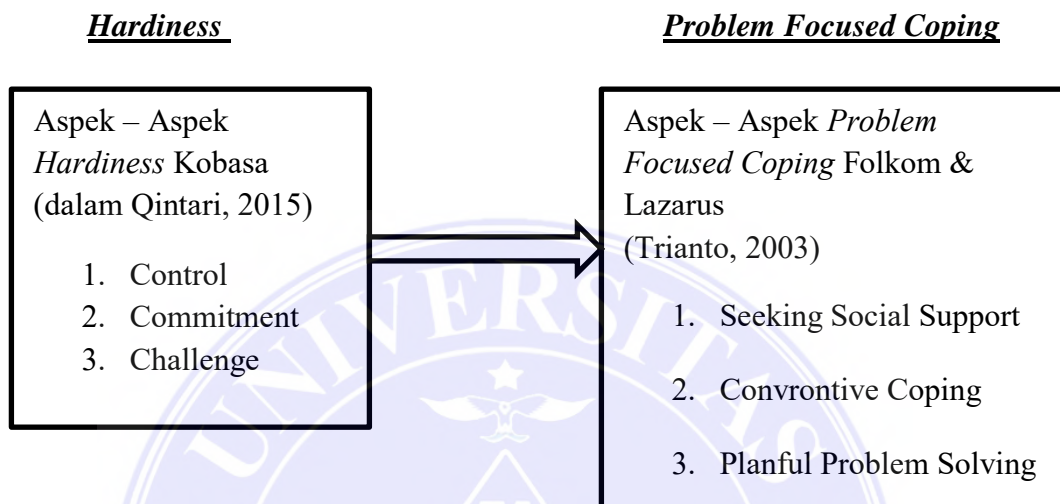 Hardiness
Problem Focused Coping
Aspek – Aspek
Hardiness Kobasa
(dalam Qintari, 2015)
1. Control
2. Commitment
3. Challenge
Aspek – Aspek Problem
Focused Coping Folkom &
Lazarus
(Trianto, 2003)
1. Seeking Social Support
2. Convrontive Coping
3. Planful Problem Solving
UNIVERSITAS